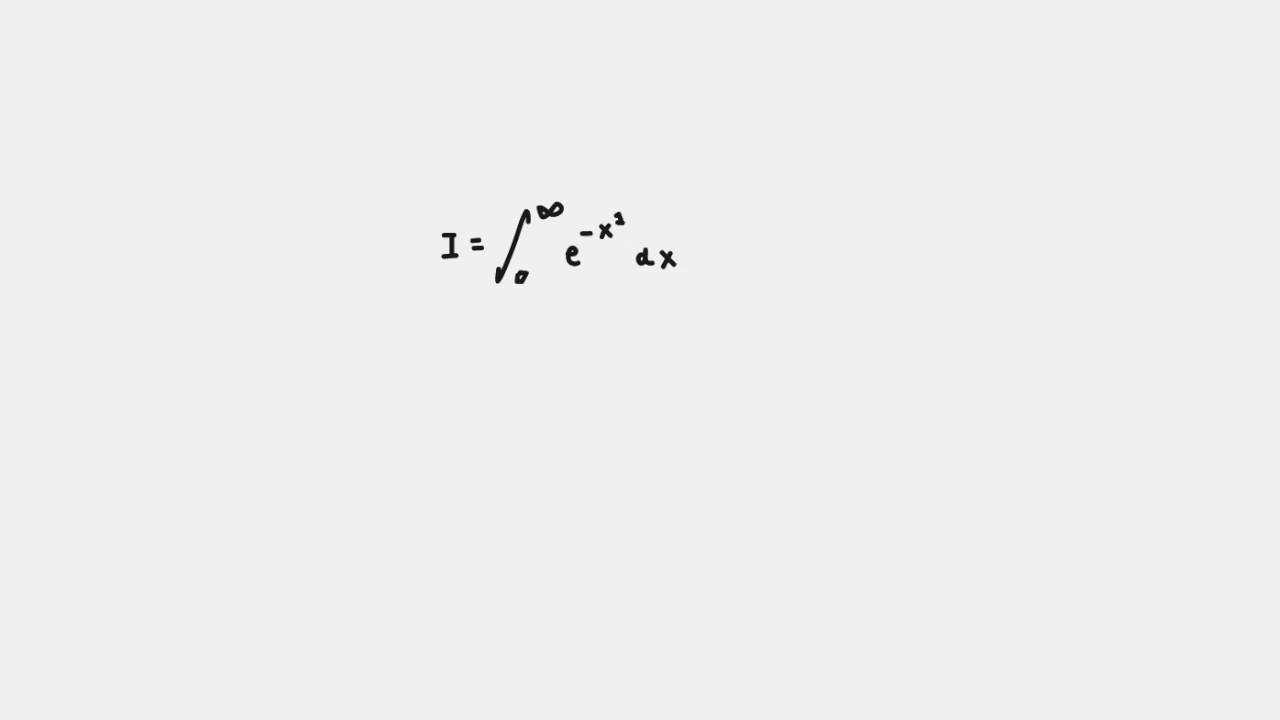 I = ∫₀^∞ e^{-x²} dx